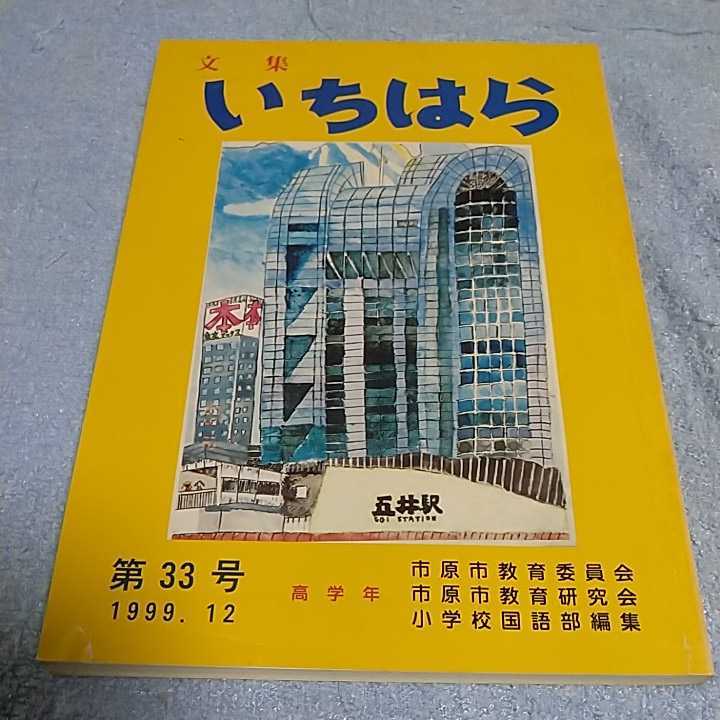 文集
いちはら
五井駅
GOI STATION
第33号
1999.12
高学年
市原市教育委員会
市原市教育研究会
小学校国語部編集